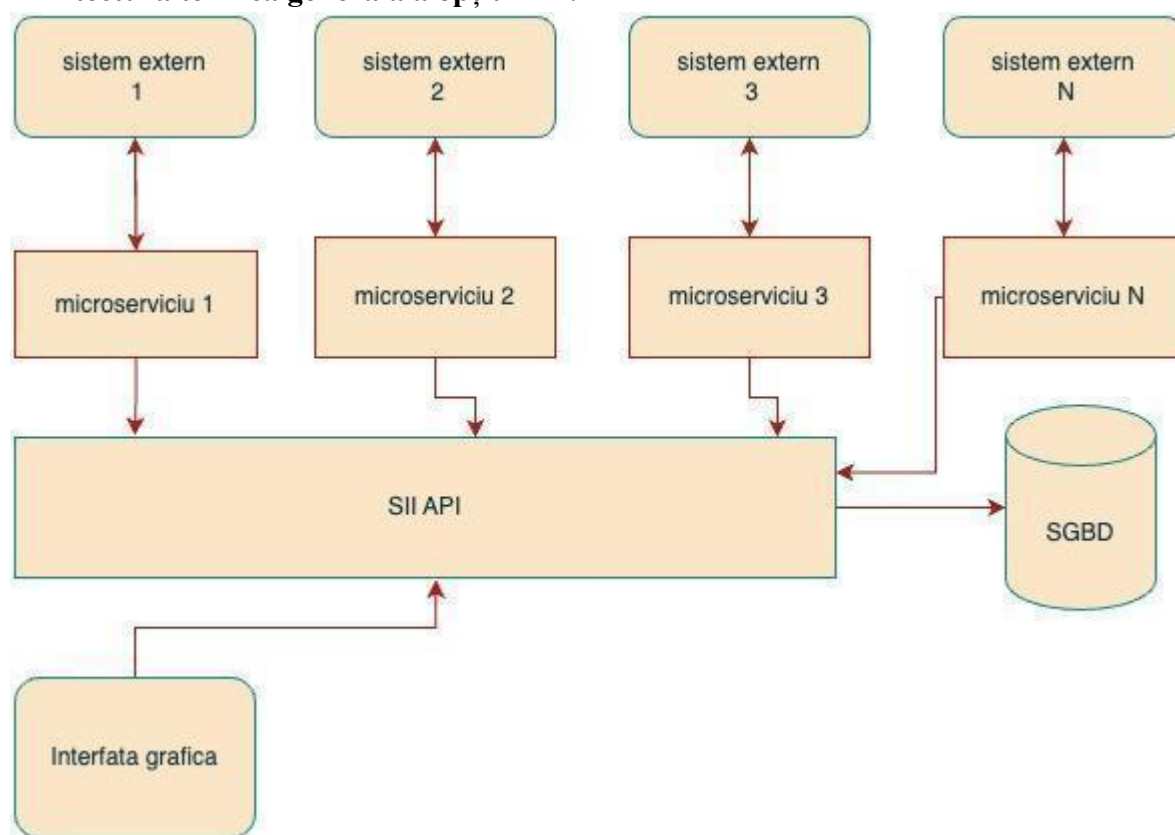 generala a
sistem extern
1
sistem extern
2
sistem extern
3
sistem extern
N
microserviciu 1
microserviciu 2
microserviciu 3
microserviciu N
SII API
SGBD
Interfata grafica